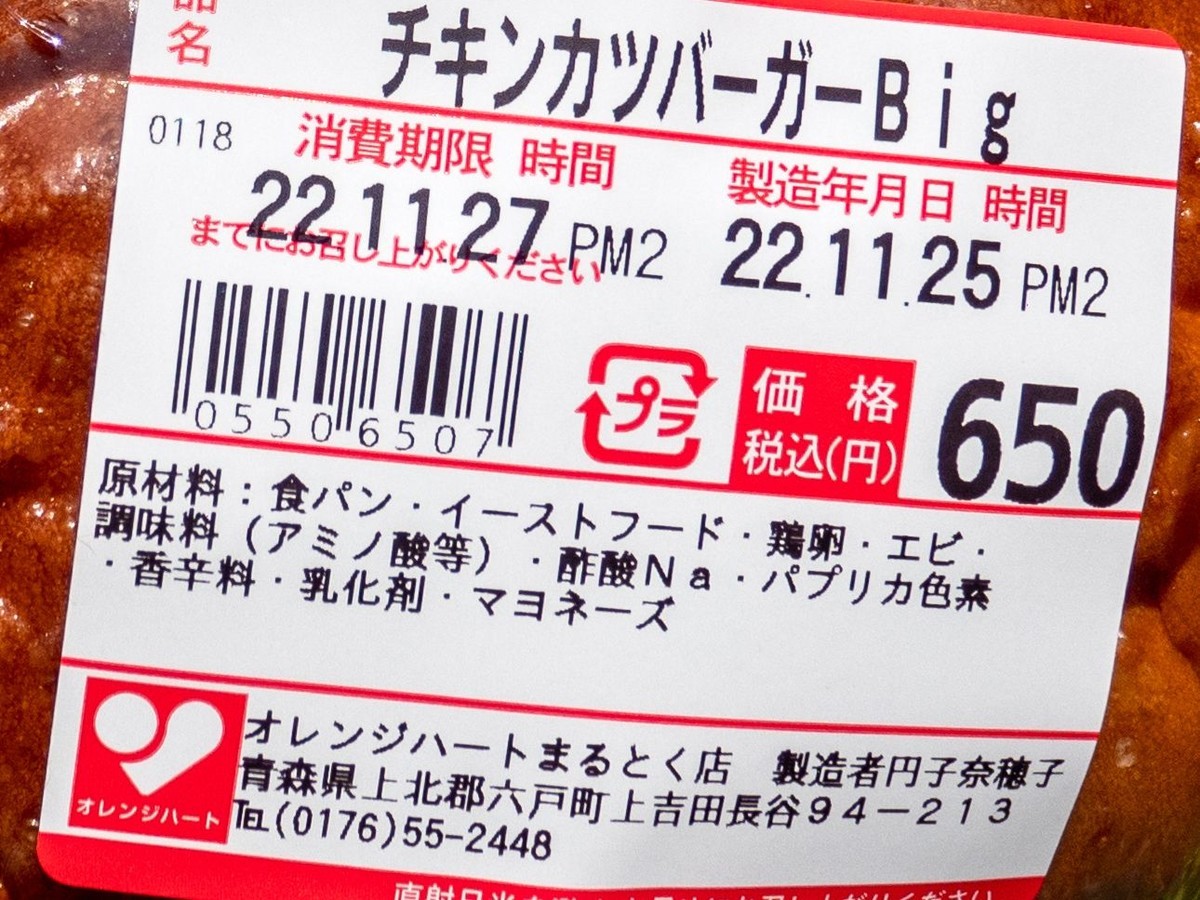 品名
チキンカツバーガーBig
0118
消費期限 時間
22.11.27 PM2
までにお召し上がりください
製造年月日 時間
22.11.25 PM2
05506507
プラ
価格
税込(円)
650
原材料:食パン・イーストフード・鶏卵・エビ・
調味料(アミノ酸等)・酢酸Na・パプリカ色素
・香辛料・乳化剤・マヨネーズ
オレンジハート
オレンジハートまるとく店 製造者円子奈穂子
青森県上北郡六戸町上吉田長谷94-213
℡(0176)55-2448